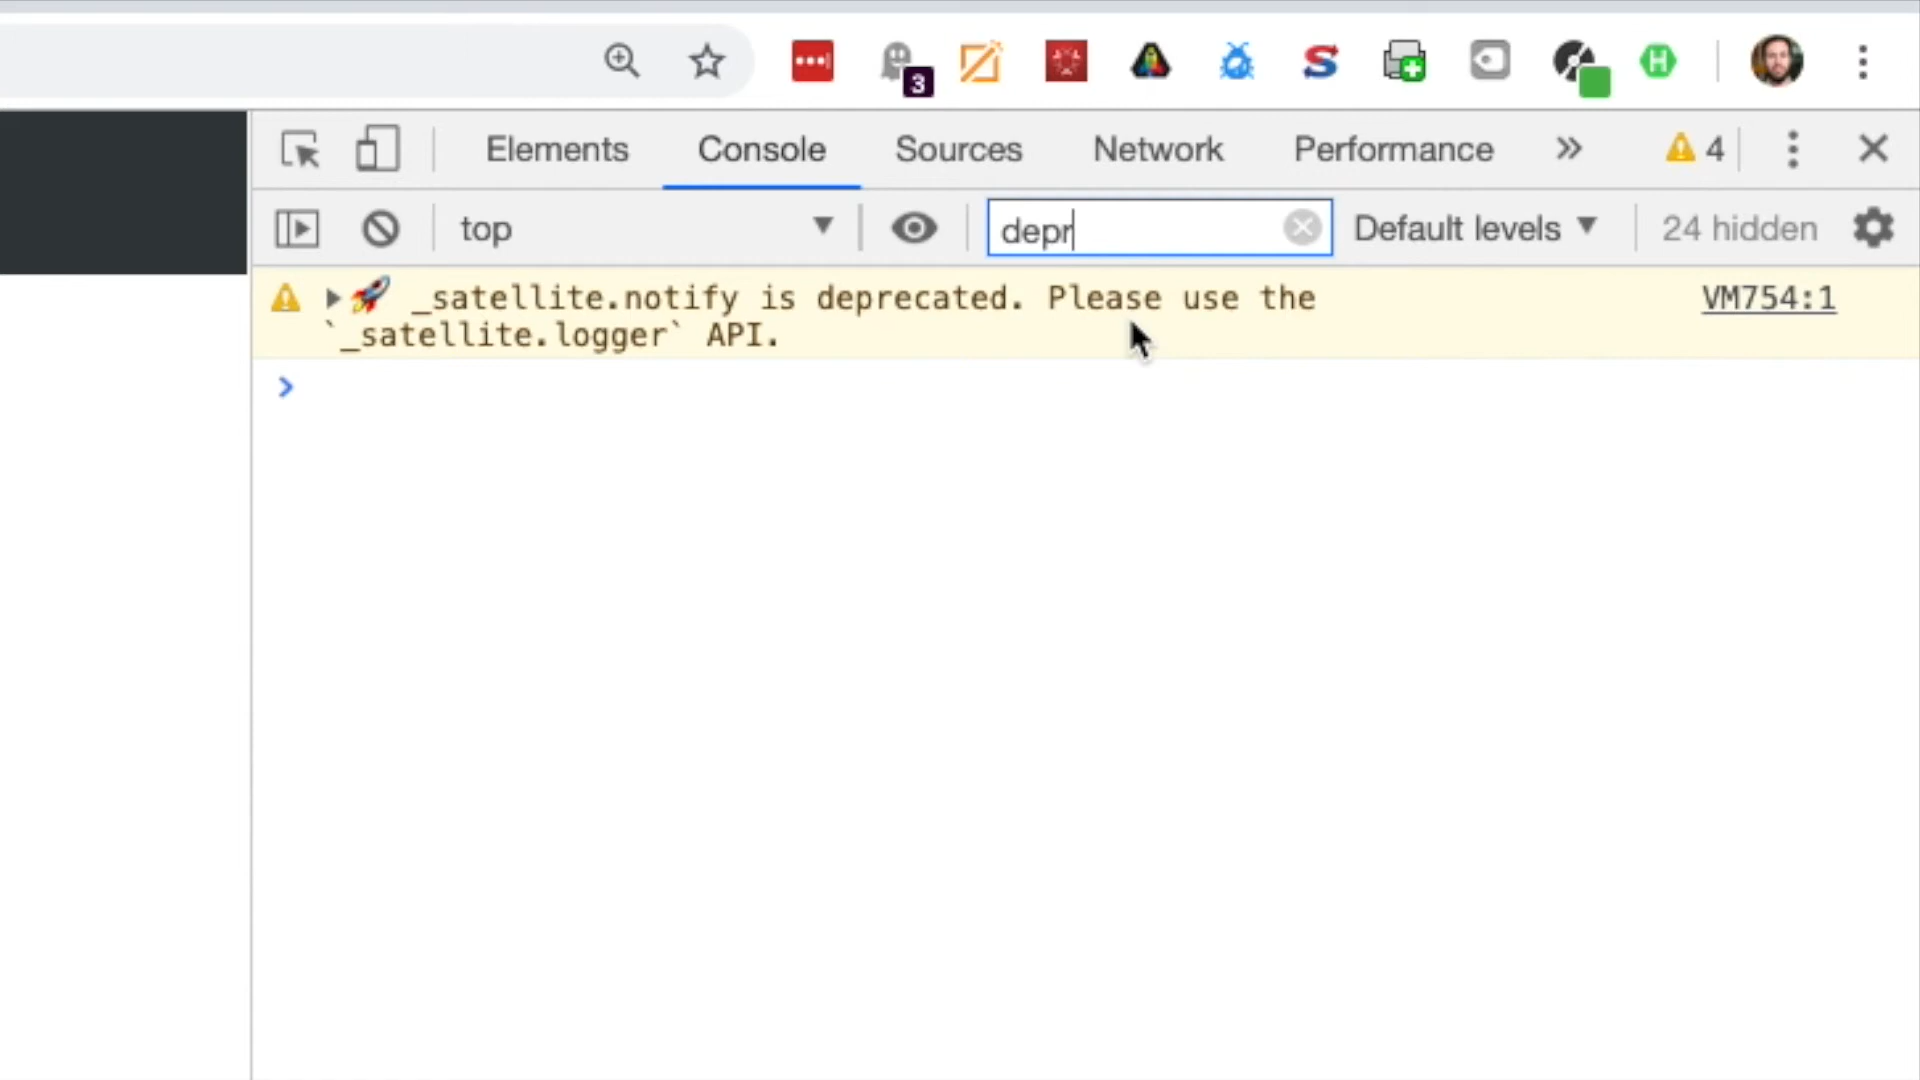 3
H
Elements Console Sources Network Performance » 4
top depr Default levels 24 hidden
_satellite.notify is deprecated. Please use the VM754:1
`_satellite.logger` API.